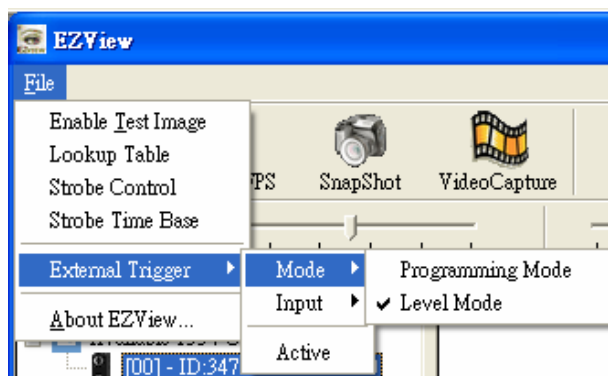 EZView
File
Enable Test Image
Lookup Table
Strobe Control
Strobe Time Base
External Trigger
About EZView...
FPS
SnapShot
VideoCapture
Mode
Input
Active
Programming Mode
Level Mode
[00] - ID:347